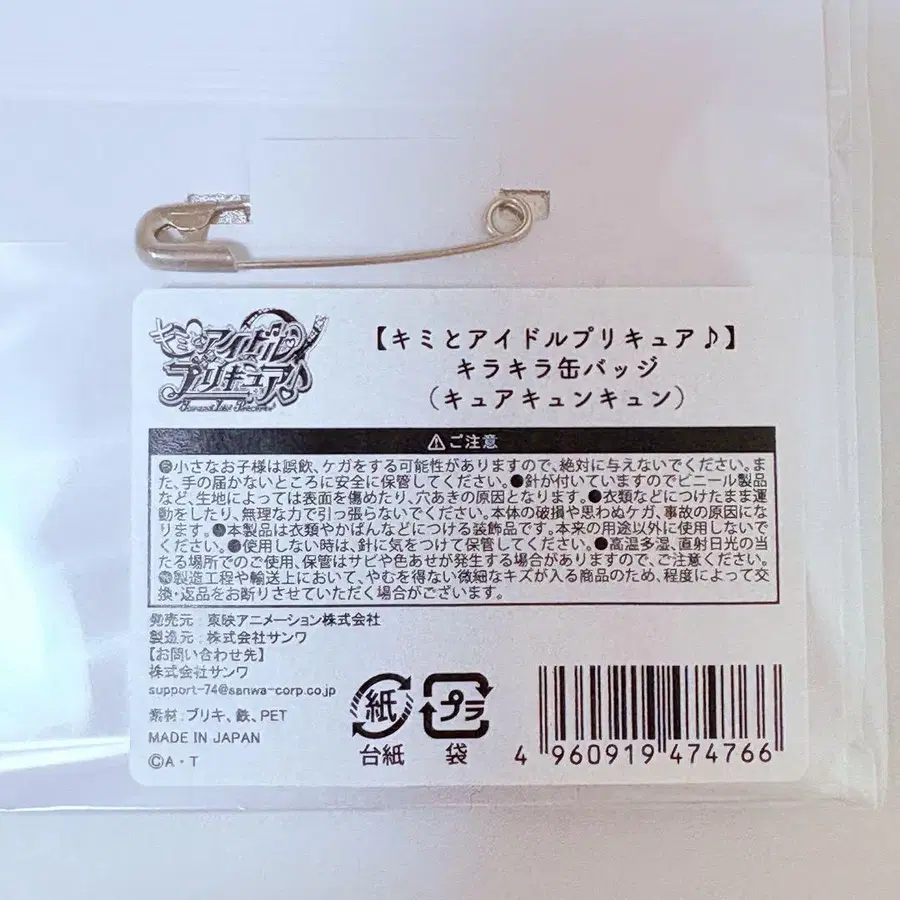 キミとアイドル
プリキュア♪
【キミとアイドルプリキュア♪】
キラキラ缶バッジ
(キュアキュンキュン)
⚠ご注意
●小さなお子様は誤飲、ケガをする可能性がありますので、絶対に与えないでください。ま
た、手の届かないところに安全に保管してください。●針が付いていますのでビニール製品
など、生地によっては表面を傷めたり、穴あきの原因となります。●衣類などにつけたまま運
動をしたり、無理な力で引っ張らないでください。本体の破損や思わぬケガ、事故の原因にな
ります。●本製品は衣類やかばんなどにつける装飾品です。本来の用途以外に使用しないで
ください。●使用しない時は、針に気をつけて保管してください。●高温多湿、直射日光の当
たる場所でのご使用、保管はサビや色あせが発生する場合がありますので、ご注意ください。
※製造工程や輸送上において、やむを得ない微細なキズが入る商品のため、程度によって交
換・返品をお断りさせていただく場合がございます。
発売元：東映アニメーション株式会社
製造元：株式会社サンワ
【お問い合わせ先】
株式会社サンワ
support-74@sanwa-corp.co.jp
素材：ブリキ、鉄、PET
MADE IN JAPAN
©A・T
紙
台紙
プラ
袋
4 960919 474766